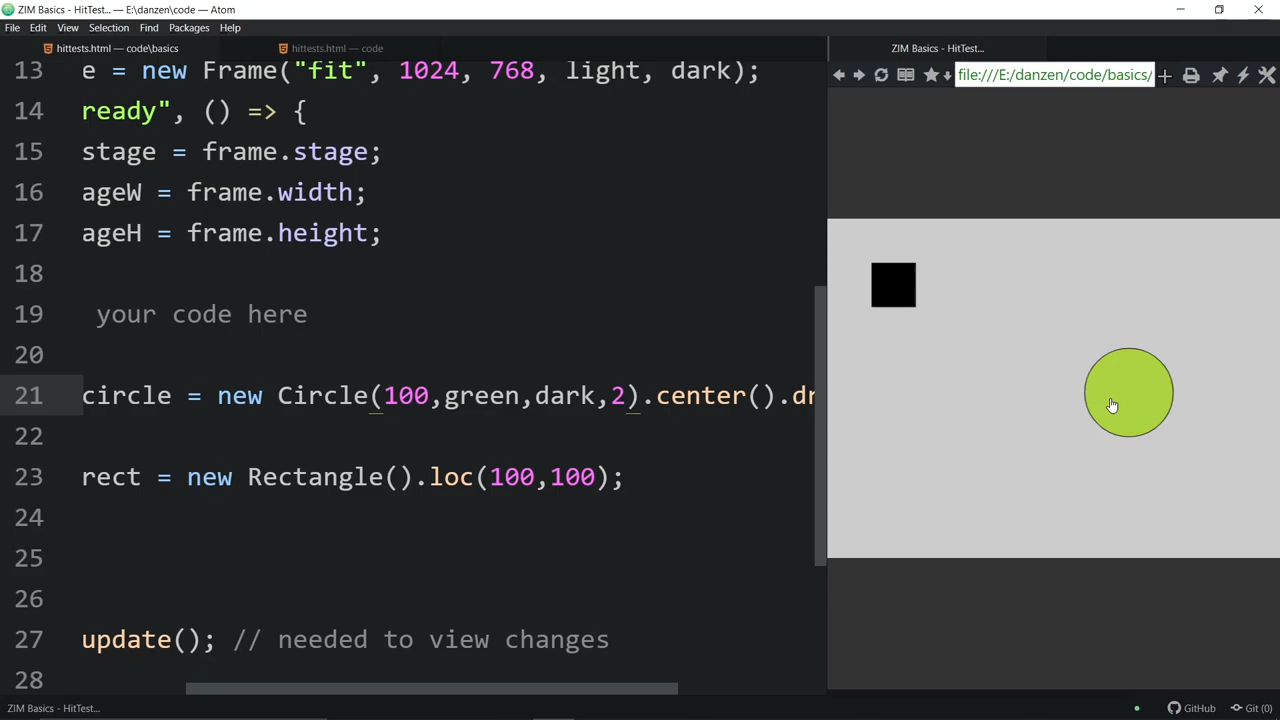 ZIM Basics - HitTest... — E:\danzen\code — Atom
File Edit View Selection Find Packages Help
hittests.html — code\basics
hittests.html — code
ZIM Basics - HitTest...
file:///E:/danzen/code/basics/
13 e = new Frame("fit", 1024, 768, light, dark);
14 ready", () => {
15 stage = frame.stage;
16 ageW = frame.width;
17 ageH = frame.height;
18
19 your code here
20
21 circle = new Circle(100,green,dark,2).center().dr
22
23 rect = new Rectangle().loc(100,100);
24
25
26
27 update(); // needed to view changes
28
ZIM Basics - HitTest...
GitHub
Git (0)